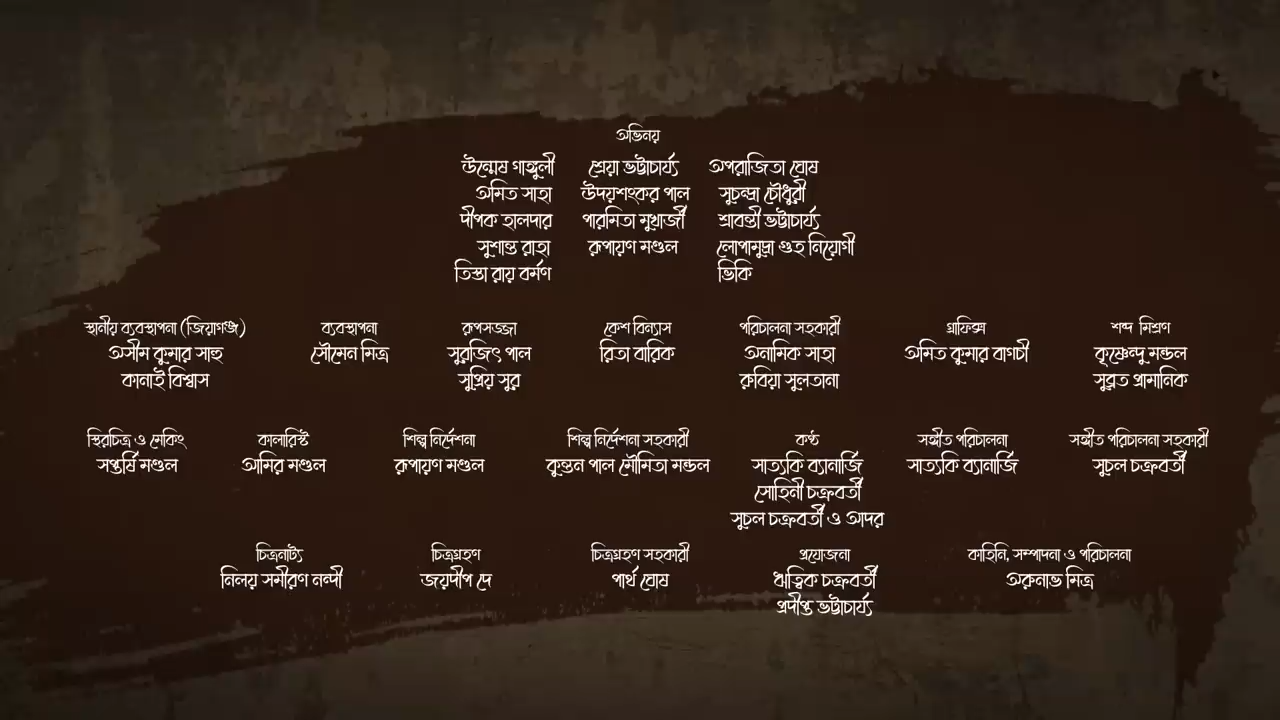 অভিনয়
উন্মেষ গাঙ্গুলী শ্রেয়া ভট্টাচার্য্য অপরাজিতা ঘোষ
অমিত সাহা উদয়শংকর পাল সুচন্দ্রা চৌধুরী
দীপক হালদার পারমিতা মুখার্জী শ্রাবন্তী ভট্টাচার্য্য
সুশান্ত রাহা রূপায়ণ মণ্ডল লোপামুদ্রা গুহ নিয়োগী
তিস্তা রায় বর্মণ ভিকি
স্থানীয় ব্যবস্থাপনা (জিয়াগঞ্জ) ব্যবস্থাপনা রূপসজ্জা কেশ বিন্যাস পরিচালনা সহকারী গ্রাফিক্স শব্দ মিশ্রণ
অসীম কুমার সাহু সৌমেন মিত্র সুরজিৎ পাল রিতা বারিক অনামিক সাহা অমিত কুমার বাগচী কৃষ্ণেন্দু মন্ডল
কানাই বিশ্বাস সুপ্রিয় সুর রুবিয়া সুলতানা সুব্রত প্রামানিক
স্থিরচিত্র ও মেকিং কালারিস্ট শিল্প নির্দেশনা শিল্প নির্দেশনা সহকারী কণ্ঠ সঙ্গীত পরিচালনা সঙ্গীত পরিচালনা সহকারী
সপ্তর্ষি মণ্ডল আমির মণ্ডল রূপায়ণ মণ্ডল কুন্তন পাল মৌমিতা মন্ডল সাত্যকি ব্যানার্জি সাত্যকি ব্যানার্জি সুচল চক্রবর্তী
সোহিনী চক্রবর্তী
সুচল চক্রবর্তী ও আদর
চিত্রনাট্য চিত্রগ্রহণ চিত্রগ্রহণ সহকারী প্রযোজনা কাহিনি, সম্পাদনা ও পরিচালনা
নিলয় সমীরণ নন্দী জয়দীপ দে পার্থ ঘোষ ঋত্বিক চক্রবর্তী অরুনাভ মিত্র
প্রদীপ্ত ভট্টাচার্য্য